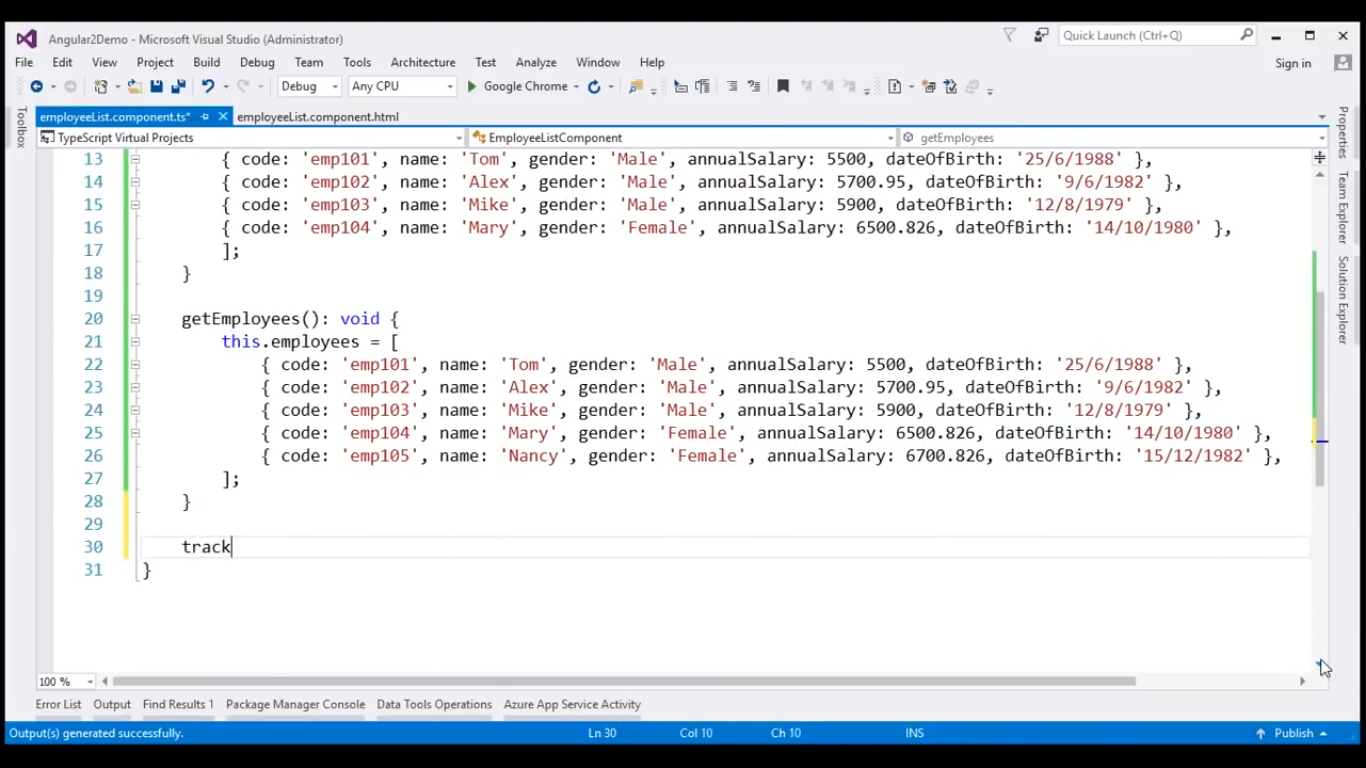 Angular2Demo - Microsoft Visual Studio (Administrator)
Quick Launch (Ctrl+Q)
File Edit View Project Build Debug Team Tools Architecture Test Analyze Window Help
Sign in
Debug Any CPU Google Chrome
employeeList.component.ts* employeeList.component.html
TypeScript Virtual Projects EmployeeListComponent getEmployees
Toolbox
Properties
Team Explorer
Solution Explorer
13 { code: 'emp101', name: 'Tom', gender: 'Male', annualSalary: 5500, dateOfBirth: '25/6/1988' },
14 { code: 'emp102', name: 'Alex', gender: 'Male', annualSalary: 5700.95, dateOfBirth: '9/6/1982' },
15 { code: 'emp103', name: 'Mike', gender: 'Male', annualSalary: 5900, dateOfBirth: '12/8/1979' },
16 { code: 'emp104', name: 'Mary', gender: 'Female', annualSalary: 6500.826, dateOfBirth: '14/10/1980' },
17 ];
18 }
19
20 getEmployees(): void {
21 this.employees = [
22 { code: 'emp101', name: 'Tom', gender: 'Male', annualSalary: 5500, dateOfBirth: '25/6/1988' },
23 { code: 'emp102', name: 'Alex', gender: 'Male', annualSalary: 5700.95, dateOfBirth: '9/6/1982' },
24 { code: 'emp103', name: 'Mike', gender: 'Male', annualSalary: 5900, dateOfBirth: '12/8/1979' },
25 { code: 'emp104', name: 'Mary', gender: 'Female', annualSalary: 6500.826, dateOfBirth: '14/10/1980' },
26 { code: 'emp105', name: 'Nancy', gender: 'Female', annualSalary: 6700.826, dateOfBirth: '15/12/1982' },
27 ];
28 }
29
30 track
31 }
100 %
Error List Output Find Results 1 Package Manager Console Data Tools Operations Azure App Service Activity
Output(s) generated successfully. Ln 30 Col 10 Ch 10 INS Publish